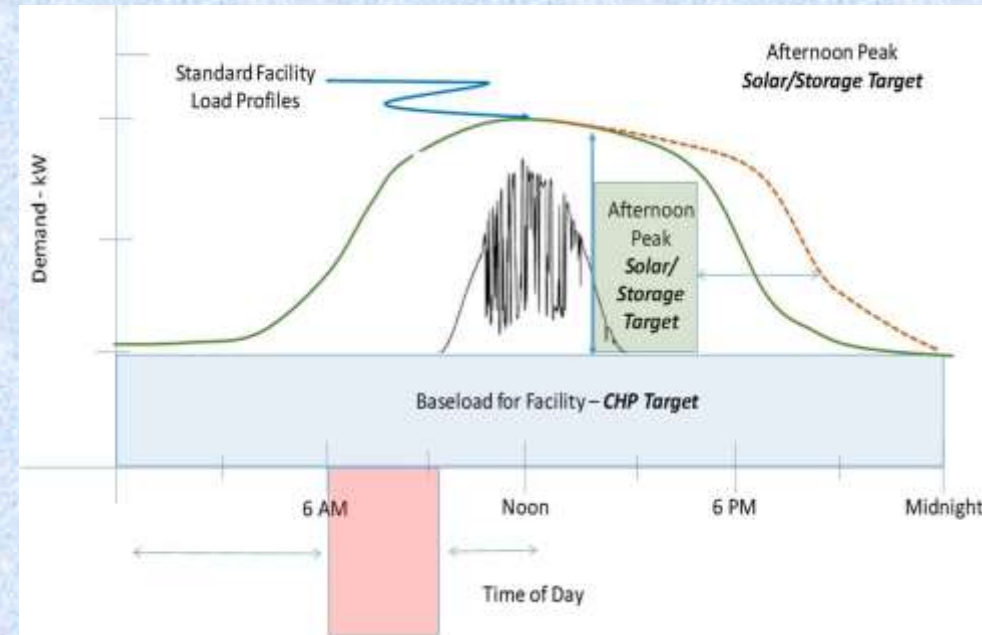 Afternoon Peak
Solar/Storage Target
Standard Facility
Load Profiles
Demand - kW
Afternoon
Peak
Solar/
Storage
Target
Baseload for Facility – CHP Target
6 AM
Noon
6 PM
Midnight
Time of Day